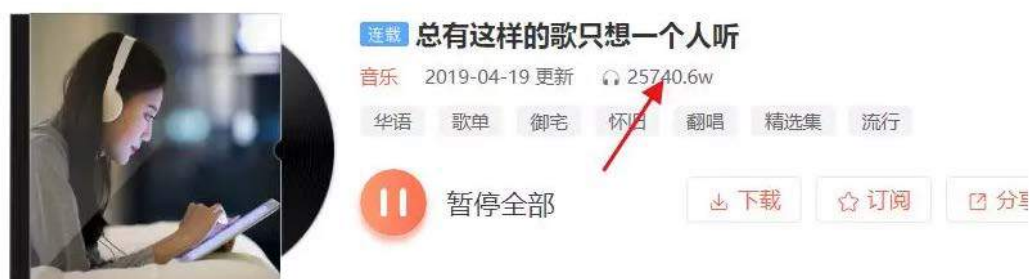 连载 总有这样的歌只想一个人听
音乐 2019-04-19 更新 25740.6w
华语 歌单 御宅 怀旧 翻唱 精选集 流行
暂停全部 下载 订阅 分享